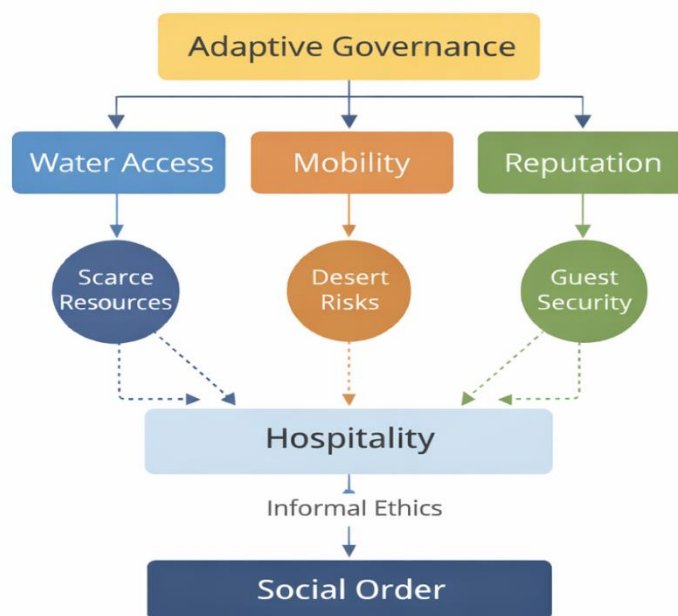 Adaptive Governance
Water Access
Mobility
Reputation
Scarce
Resources
Desert
Risks
Guest
Security
Hospitality
Informal Ethics
Social Order